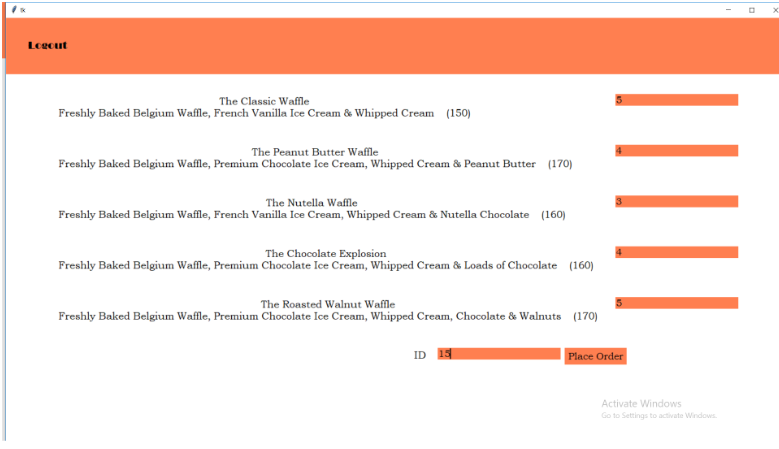 tk
Logout
The Classic Waffle
Freshly Baked Belgium Waffle, French Vanilla Ice Cream & Whipped Cream (150)
5
The Peanut Butter Waffle
Freshly Baked Belgium Waffle, Premium Chocolate Ice Cream, Whipped Cream & Peanut Butter (170)
4
The Nutella Waffle
Freshly Baked Belgium Waffle, French Vanilla Ice Cream, Whipped Cream & Nutella Chocolate (160)
3
The Chocolate Explosion
Freshly Baked Belgium Waffle, Premium Chocolate Ice Cream, Whipped Cream & Loads of Chocolate (160)
4
The Roasted Walnut Waffle
Freshly Baked Belgium Waffle, Premium Chocolate Ice Cream, Whipped Cream, Chocolate & Walnuts (170)
5
ID 15 Place Order
Activate Windows
Go to Settings to activate Windows.